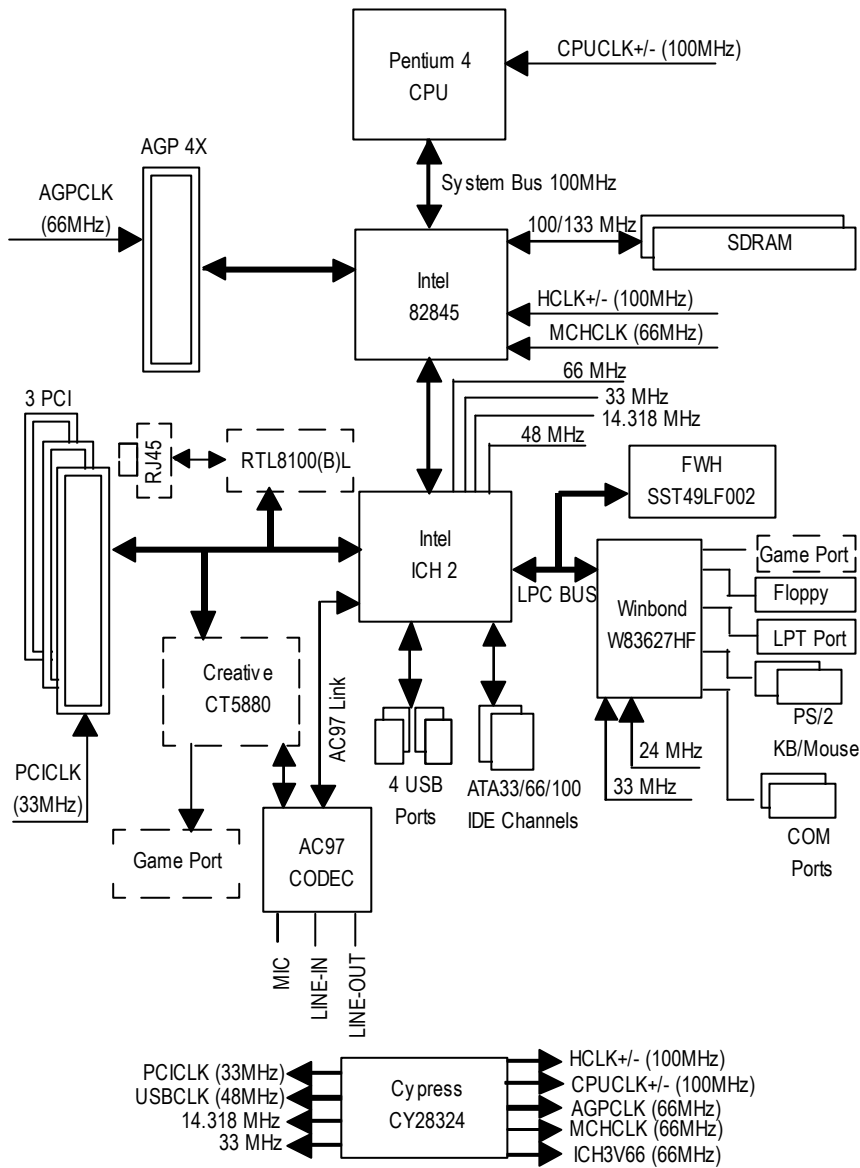 Pentium 4
CPU
CPUCLK+/- (100MHz)
AGP 4X
System Bus 100MHz
AGPCLK
(66MHz)
100/133 MHz
SDRAM
Intel
82845
HCLK+/- (100MHz)
MCHCLK (66MHz)
66 MHz
33 MHz
14.318 MHz
48 MHz
3 PCI
RJ45
RTL8100(B)L
FWH
SST49LF002
Intel
ICH 2
LPC BUS
Winbond
W83627HF
Game Port
Floppy
LPT Port
PS/2
KB/Mouse
Creative
CT5880
AC97 Link
24 MHz
33 MHz
PCICLK
(33MHz)
4 USB
Ports
ATA33/66/100
IDE Channels
COM
Ports
Game Port
AC97
CODEC
MIC
LINE-IN
LINE-OUT
PCICLK (33MHz)
USBCLK (48MHz)
14.318 MHz
33 MHz
Cypress
CY28324
HCLK+/- (100MHz)
CPUCLK+/- (100MHz)
AGPCLK (66MHz)
MCHCLK (66MHz)
ICH3V66 (66MHz)